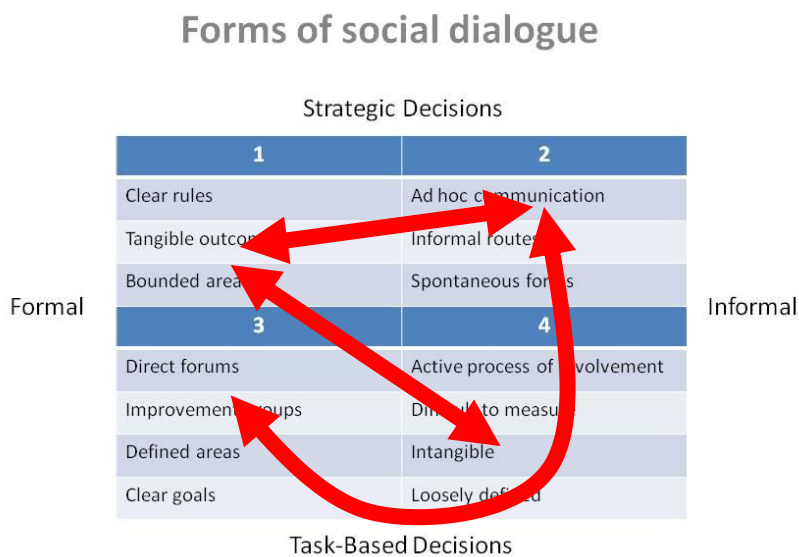 Forms of social dialogue
Strategic Decisions
1 2
Clear rules Ad hoc communication
Tangible outcom Informal routes
Bounded area Spontaneous forms
Formal Informal
3 4
Direct forums Active process of involvement
Improvement groups Difficult to measure
Defined areas Intangible
Clear goals Loosely defined
Task-Based Decisions